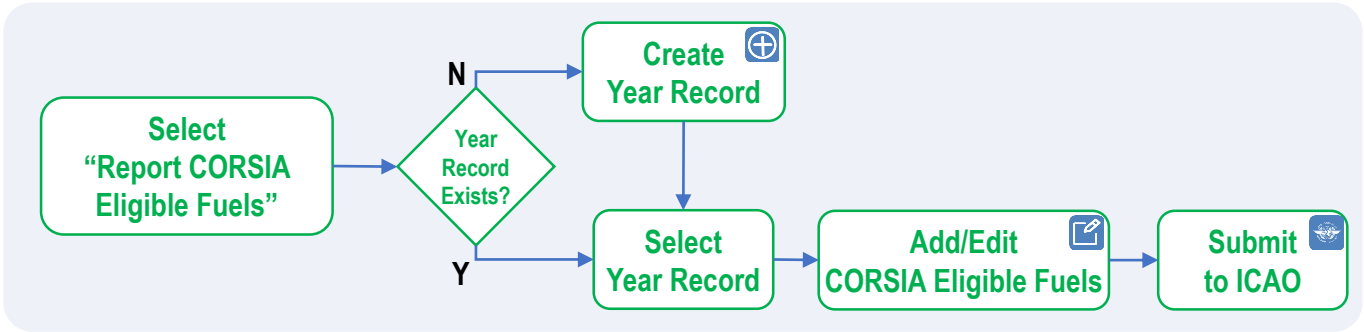 Select
“Report CORSIA
Eligible Fuels”
Year
Record
Exists?
N
Create
Year Record
Y
Select
Year Record
Add/Edit
CORSIA Eligible Fuels
Submit
to ICAO